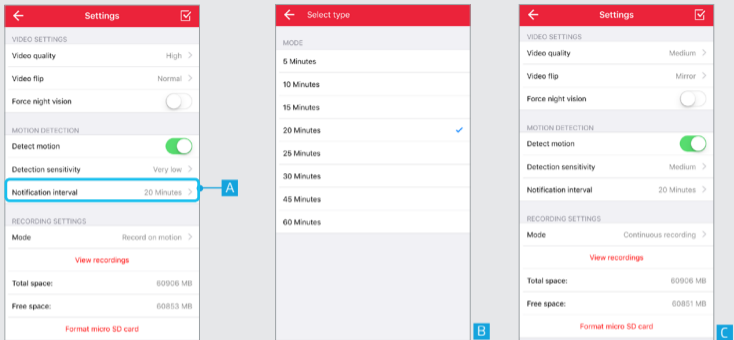 Settings
VIDEO SETTINGS
Video quality High
Video flip Normal
Force night vision
MOTION DETECTION
Detect motion
Detection sensitivity Very low
Notification interval 20 Minutes
RECORDING SETTINGS
Mode Record on motion
View recordings
Total space: 60906 MB
Free space: 60853 MB
Format micro SD card
A
Select type
MODE
5 Minutes
10 Minutes
15 Minutes
20 Minutes
25 Minutes
30 Minutes
45 Minutes
60 Minutes
B
Settings
VIDEO SETTINGS
Video quality Medium
Video flip Mirror
Force night vision
MOTION DETECTION
Detect motion
Detection sensitivity Medium
Notification interval 20 Minutes
RECORDING SETTINGS
Mode Continuous recording
View recordings
Total space: 60906 MB
Free space: 60851 MB
Format micro SD card
C